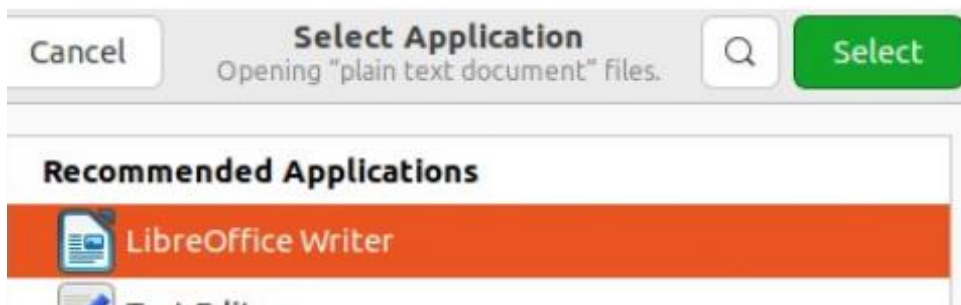 Cancel
Select Application
Opening "plain text document" files.
Select
Recommended Applications
LibreOffice Writer